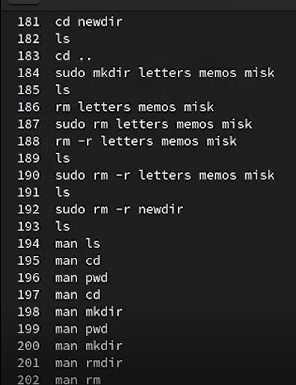 181 cd newdir
182 ls
183 cd ..
184 sudo mkdir letters memos misk
185 ls
186 rm letters memos misk
187 sudo rm letters memos misk
188 rm -r letters memos misk
189 ls
190 sudo rm -r letters memos misk
191 ls
192 sudo rm -r newdir
193 ls
194 man ls
195 man cd
196 man pwd
197 man cd
198 man mkdir
199 man pwd
200 man mkdir
201 man rmdir
202 man rm